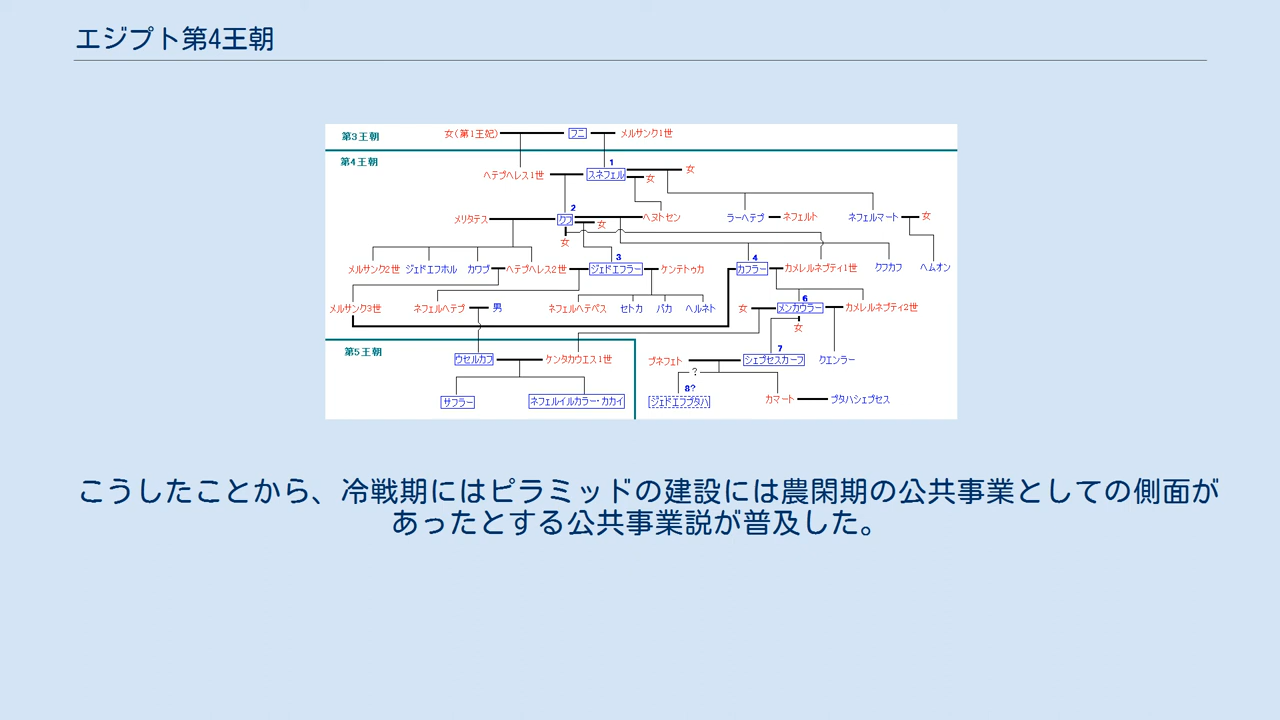 エジプト第4王朝
第3王朝
女(第1王妃) フニ メルサンク1世
第4王朝
1
ヘテプヘレス1世 スネフェル 女 女
2
メリタテス クフ 女 ヘヌトセン ラーヘテプ ネフェルト ネフェルマート 女
女
3 4
メルサンク2世 ジェドエフホル カワブ ヘテプヘレス2世 ジェドエフラー ケンテトゥカ カフラー カメレルネブティ1世 クフカフ ヘムオン
6
メルサンク3世 ネフェルヘテプ 男 ネフェルヘテペス セトカ バカ ヘルネト 女 メンカウラー カメレルネブティ2世
女
第5王朝
7
ウセルカフ ケンタカウエス1世 ブネフェト シェプセスカーフ クエンラー
?
8?
サフラー ネフェルイルカラー・カカイ ジェドエフプタハ カマート プタハシェプセス
こうしたことから、冷戦期にはピラミッドの建設には農閑期の公共事業としての側面が
あったとする公共事業説が普及した。